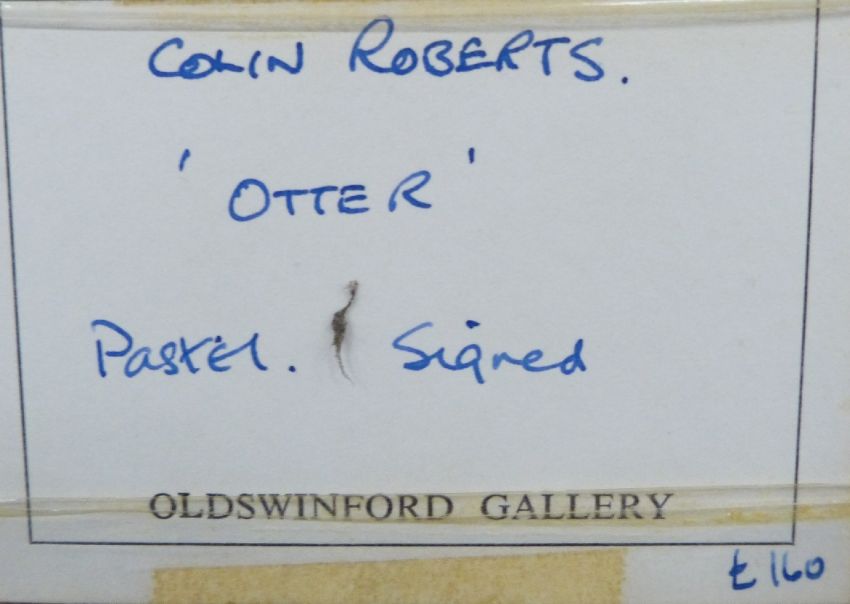 COLIN ROBERTS.
'OTTER'
Pastel. Signed
OLDSWINFORD GALLERY
£160